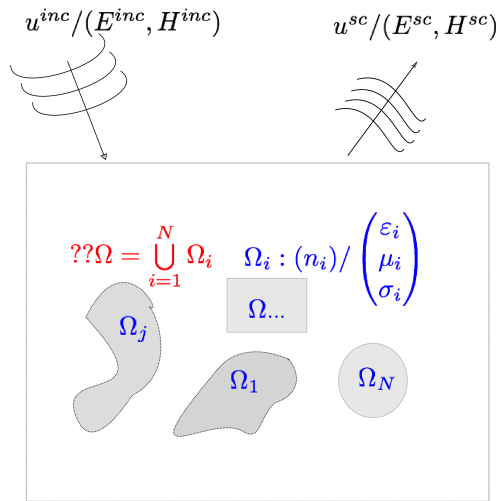 u^{inc}/(E^{inc}, H^{inc})
u^{sc}/(E^{sc}, H^{sc})
??Ω = ⋃_{i=1}^{N} Ω_i
Ω_i : (n_i)/(ε_i μ_i σ_i)
Ω_j
Ω...
Ω_1
Ω_N